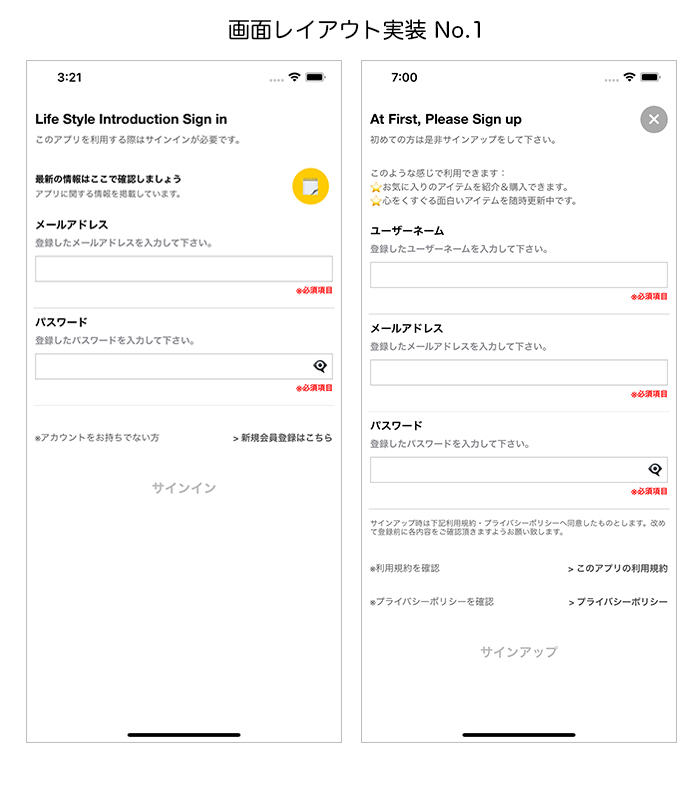 画面レイアウト実装 No.1
3:21
Life Style Introduction Sign in
このアプリを利用する際はサインインが必要です。
最新の情報はここで確認しましょう
アプリに関する情報を掲載しています。
メールアドレス
登録したメールアドレスを入力して下さい。
※必須項目
パスワード
登録したパスワードを入力して下さい。
※必須項目
※アカウントをお持ちでない方
> 新規会員登録はこちら
サインイン
7:00
At First, Please Sign up
初めての方は是非サインアップをして下さい。
このような感じで利用できます：
⭐お気に入りのアイテムを紹介＆購入できます。
⭐心をくすぐる面白いアイテムを随時更新中です。
ユーザーネーム
登録したユーザーネームを入力して下さい。
※必須項目
メールアドレス
登録したメールアドレスを入力して下さい。
※必須項目
パスワード
登録したパスワードを入力して下さい。
※必須項目
サインアップ時は下記利用規約・プライバシーポリシーへ同意したものとします。改め
て登録前に各内容をご確認頂きますようお願い致します。
※利用規約を確認
> このアプリの利用規約
※プライバシーポリシーを確認
> プライバシーポリシー
サインアップ